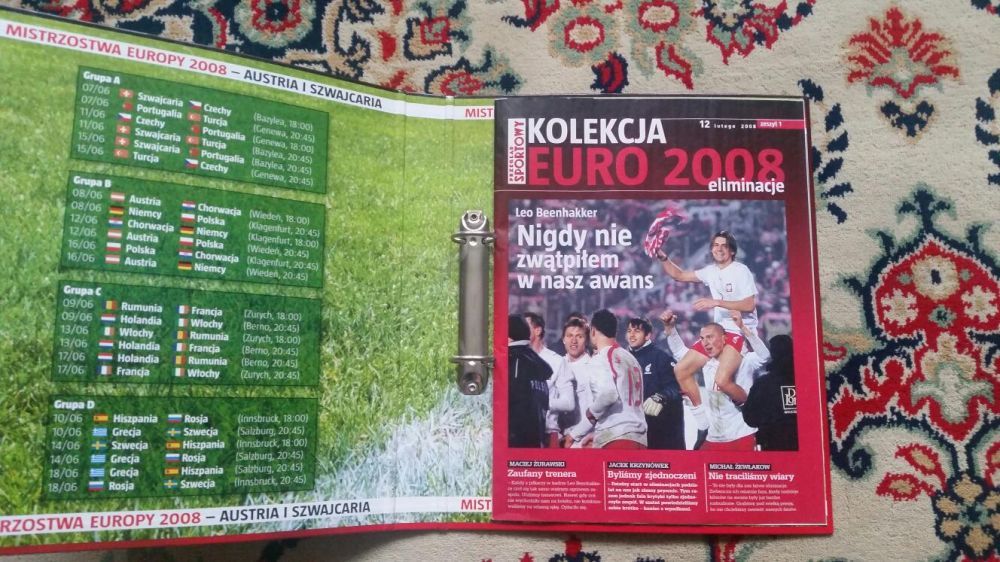 MISTRZOSTWA EUROPY 2008 – AUSTRIA I SZWAJCARIA
MIST
Grupa A
07/06 Szwajcaria Czechy (Bazylea, 18:00)
07/06 Portugalia Turcja (Genewa, 20:45)
11/06 Czechy Portugalia (Genewa, 18:00)
11/06 Szwajcaria Turcja (Bazylea, 20:45)
15/06 Szwajcaria Portugalia (Bazylea, 20:45)
15/06 Turcja Czechy (Genewa, 20:45)
Grupa B
08/06 Austria Chorwacja (Wiedeń, 18:00)
08/06 Niemcy Polska (Klagenfurt, 20:45)
12/06 Chorwacja Niemcy (Klagenfurt, 18:00)
12/06 Austria Polska (Wiedeń, 20:45)
16/06 Polska Chorwacja (Klagenfurt, 20:45)
16/06 Austria Niemcy (Wiedeń, 20:45)
Grupa C
09/06 Rumunia Francja (Zurych, 18:00)
09/06 Holandia Włochy (Berno, 20:45)
13/06 Włochy Rumunia (Zurych, 18:00)
13/06 Holandia Francja (Berno, 20:45)
17/06 Holandia Rumunia (Berno, 20:45)
17/06 Francja Włochy (Zurych, 20:45)
Grupa D
10/06 Hiszpania Rosja (Innsbruck, 18:00)
10/06 Grecja Szwecja (Salzburg, 20:45)
14/06 Szwecja Hiszpania (Innsbruck, 18:00)
14/06 Grecja Rosja (Salzburg, 20:45)
18/06 Grecja Hiszpania (Salzburg, 20:45)
18/06 Rosja Szwecja (Innsbruck, 20:45)
RZOSTWA EUROPY 2008 – AUSTRIA I SZWAJCARIA
MIST
12 lutego 2008 zeszyt 1
PRZEGLĄD
SPORTOWY
KOLEKCJA
EURO 2008
eliminacje
Leo Beenhakker
Nigdy nie
zwątpiłem
w nasz awans
19
MACIEJ ŻURAWSKI
Zaufany trenera
JACEK KRZYNÓWEK
Byliśmy zjednoczeni
MICHAŁ ŻEWŁAKOW
Nie traciliśmy wiary